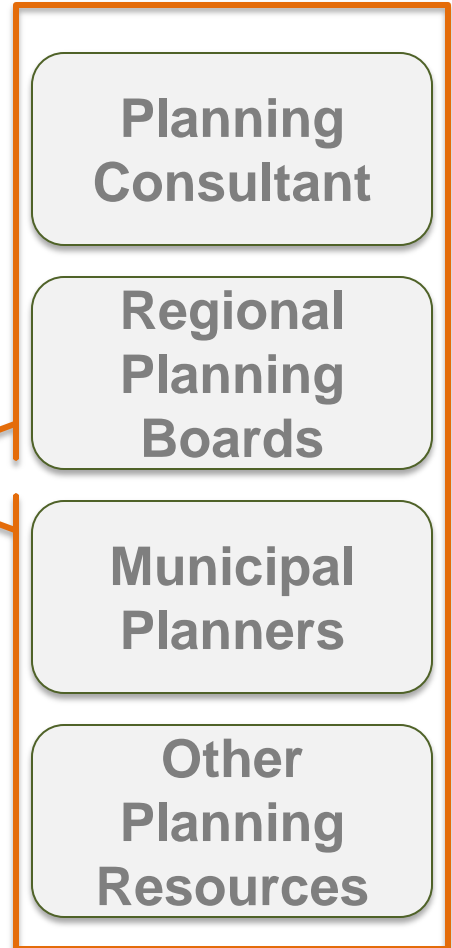 Planning
Consultant
Regional
Planning
Boards
Municipal
Planners
Other
Planning
Resources